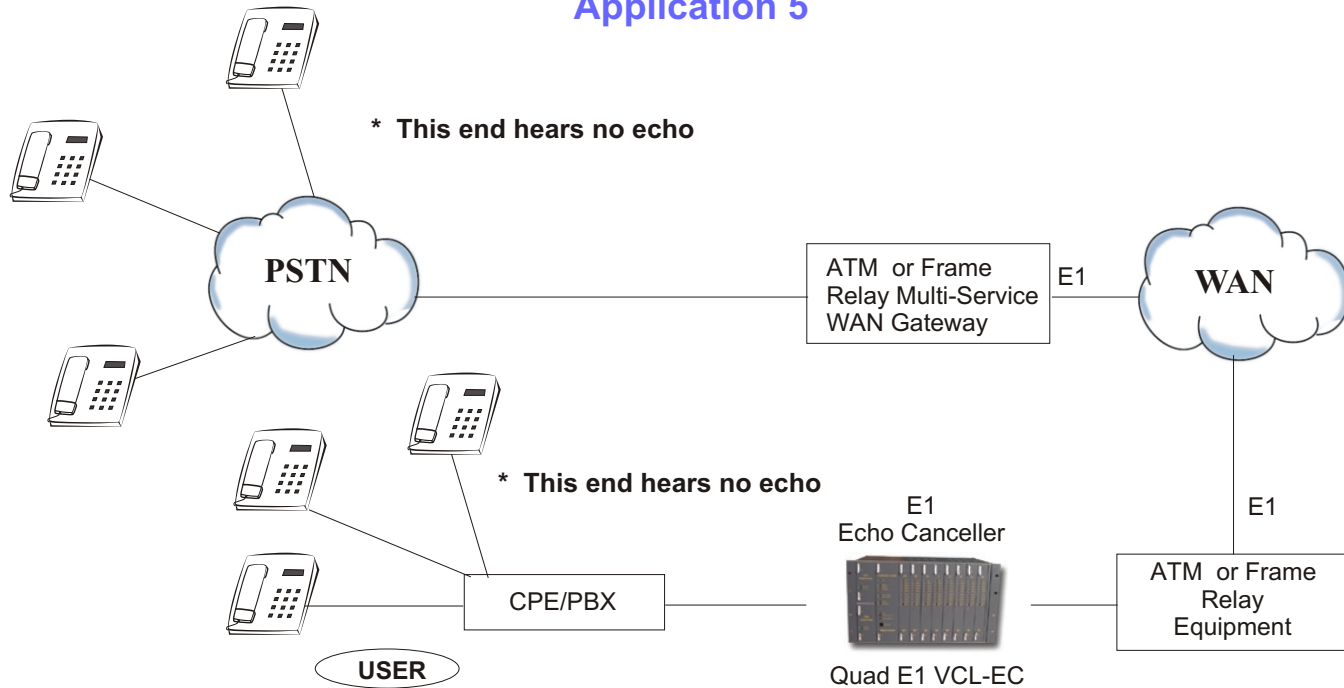 Application 5
* This end hears no echo
PSTN
ATM or Frame
Relay Multi-Service
WAN Gateway
E1
WAN
* This end hears no echo
E1
Echo Canceller
E1
CPE/PBX
ATM or Frame
Relay
Equipment
USER
Quad E1 VCL-EC